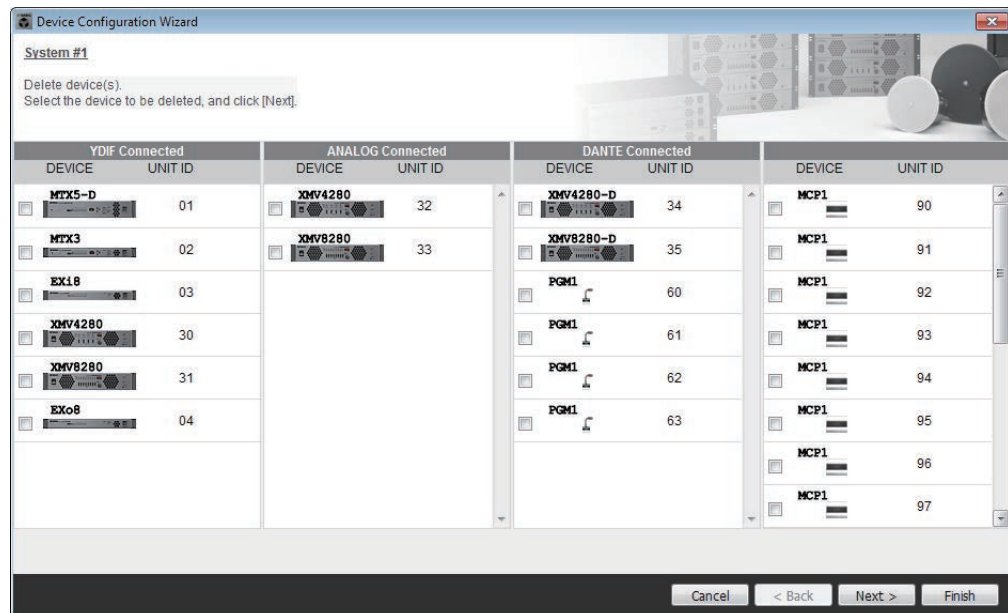 Device Configuration Wizard
System #1
Delete device(s).
Select the device to be deleted, and click [Next].
YDIF Connected
DEVICE UNIT ID
MTX5-D 01
MTX3 02
EXi8 03
XMV4280 30
XMV8280 31
EXo8 04
ANALOG Connected
DEVICE UNIT ID
XMV4280 32
XMV8280 33
DANTE Connected
DEVICE UNIT ID
XMV4280-D 34
XMV8280-D 35
PGM1 60
PGM1 61
PGM1 62
PGM1 63
DEVICE UNIT ID
MCP1 90
MCP1 91
MCP1 92
MCP1 93
MCP1 94
MCP1 95
MCP1 96
MCP1 97
Cancel < Back Next > Finish